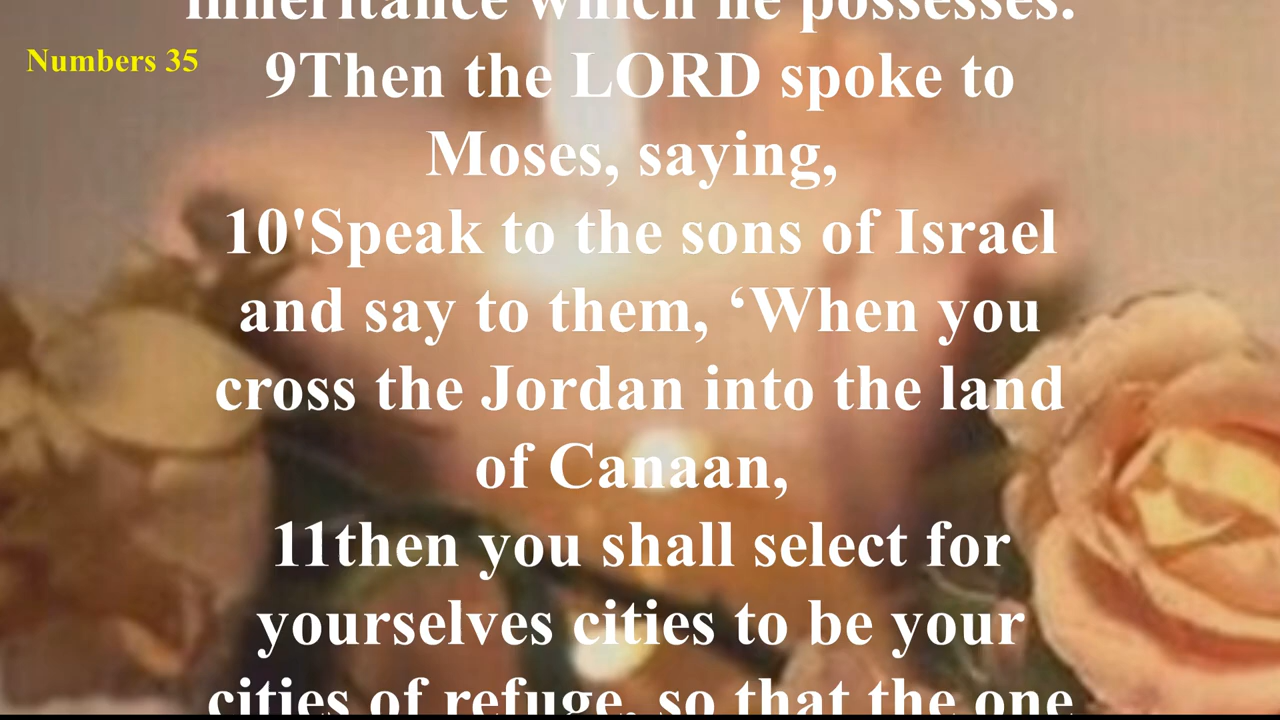 inheritance which he possesses.
Numbers 35
9Then the LORD spoke to
Moses, saying,
10'Speak to the sons of Israel
and say to them, ‘When you
cross the Jordan into the land
of Canaan,
11then you shall select for
yourselves cities to be your
cities of refuge, so that the one